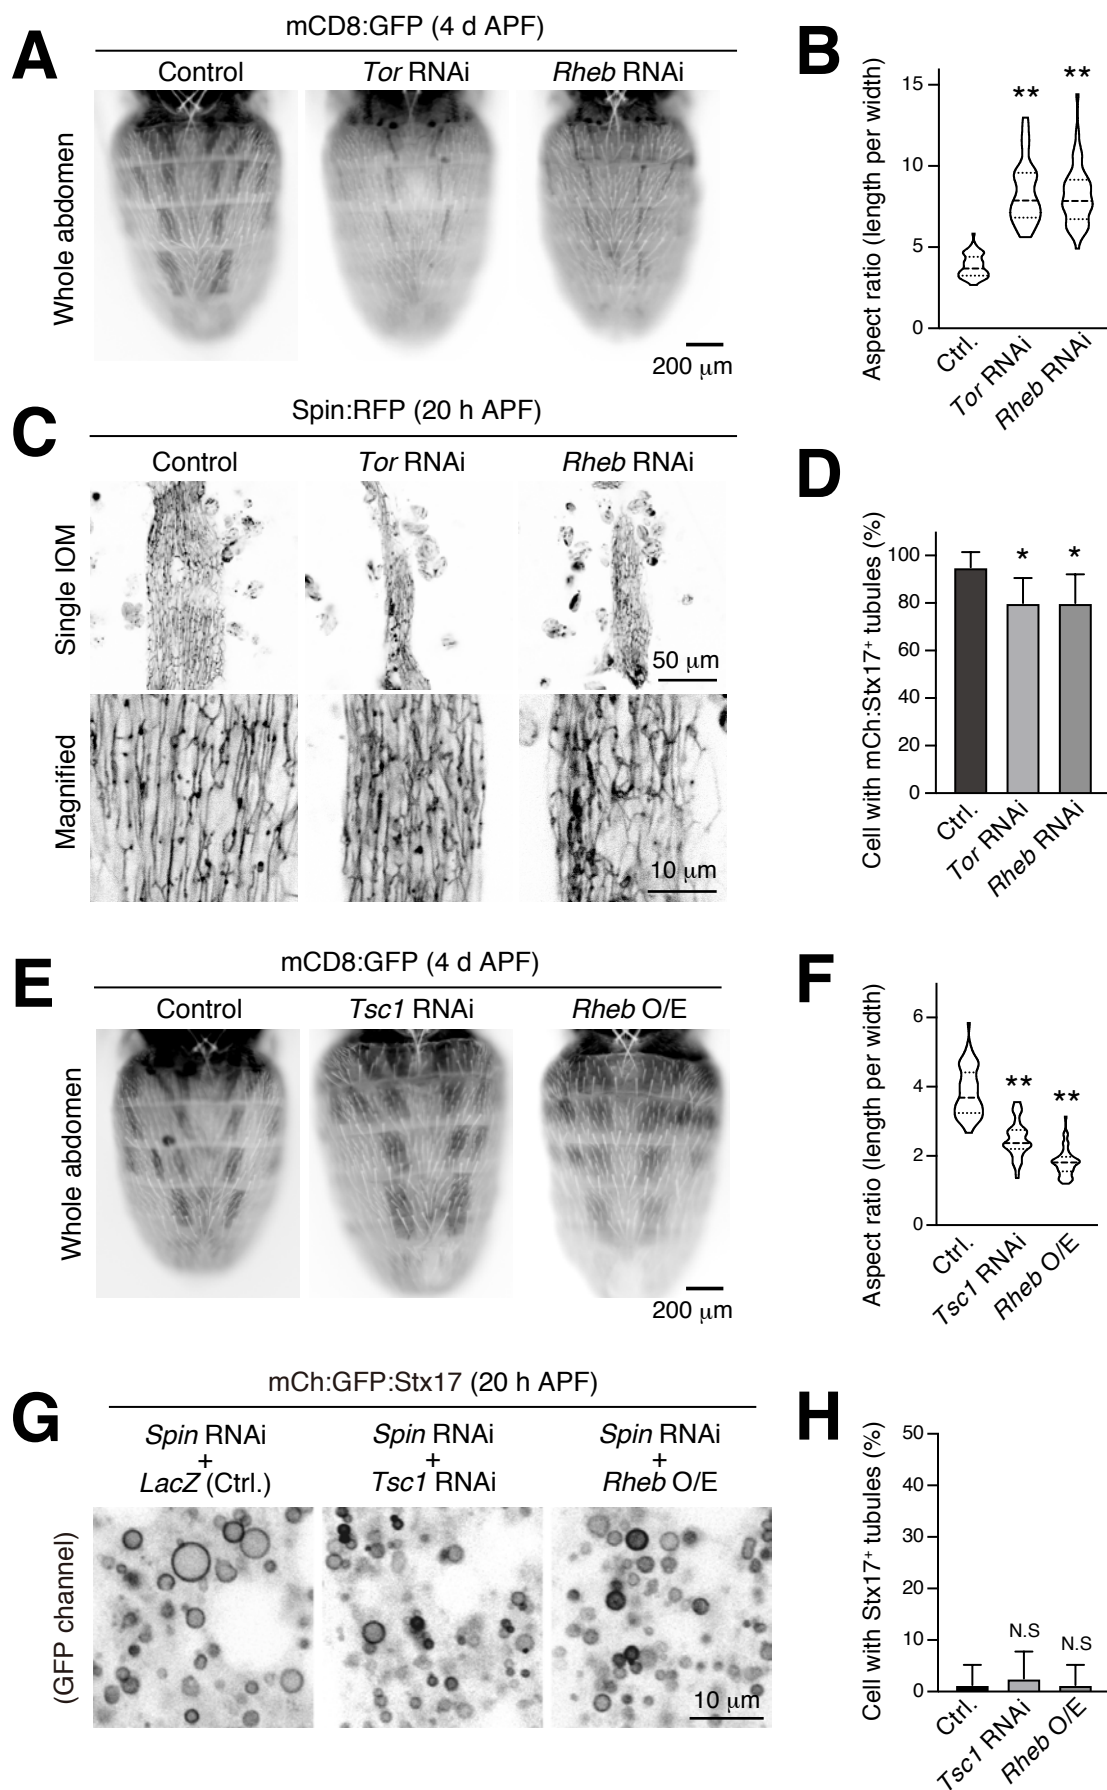 A
mCD8:GFP (4 d APF)
Control
Tor RNAi
Rheb RNAi
Whole abdomen
200 μm
B
Aspect ratio (length per width)
15
10
5
0
**
**
Ctrl.
Tor RNAi
Rheb RNAi
C
Spin:RFP (20 h APF)
Control
Tor RNAi
Rheb RNAi
Single IOM
50 μm
Magnified
10 μm
D
Cell with mCh:Stx17⁺ tubules (%)
100
80
60
40
20
0
*
*
Ctrl.
Tor RNAi
Rheb RNAi
E
mCD8:GFP (4 d APF)
Control
Tsc1 RNAi
Rheb O/E
Whole abdomen
200 μm
F
Aspect ratio (length per width)
6
4
2
0
**
**
Ctrl.
Tsc1 RNAi
Rheb O/E
G
mCh:GFP:Stx17 (20 h APF)
Spin RNAi
+
LacZ (Ctrl.)
Spin RNAi
+
Tsc1 RNAi
Spin RNAi
+
Rheb O/E
(GFP channel)
10 μm
H
Cell with Stx17⁺ tubules (%)
50
40
30
20
10
0
N.S
N.S
Ctrl.
Tsc1 RNAi
Rheb O/E